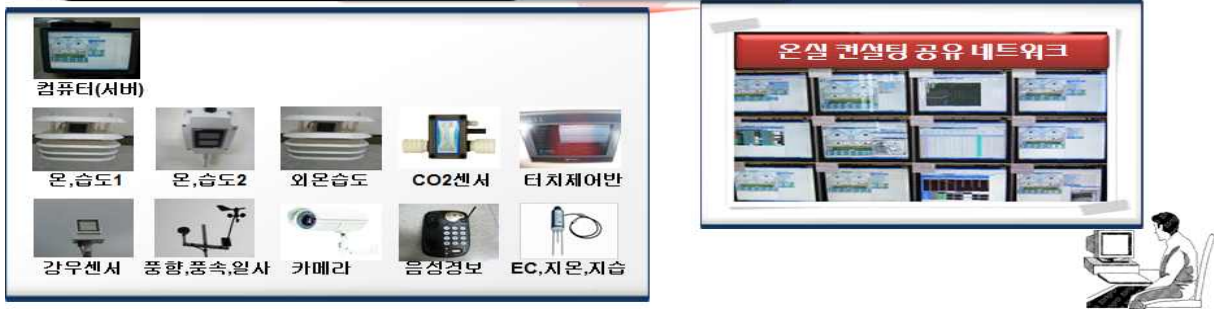 컴퓨터(서버)
온,습도1 온,습도2 외온습도 CO2센서 터치제어반
강우센서 풍향,풍속,일사 카메라 음성경보 EC,지온,지습
온실 컨설팅 공유 네트워크